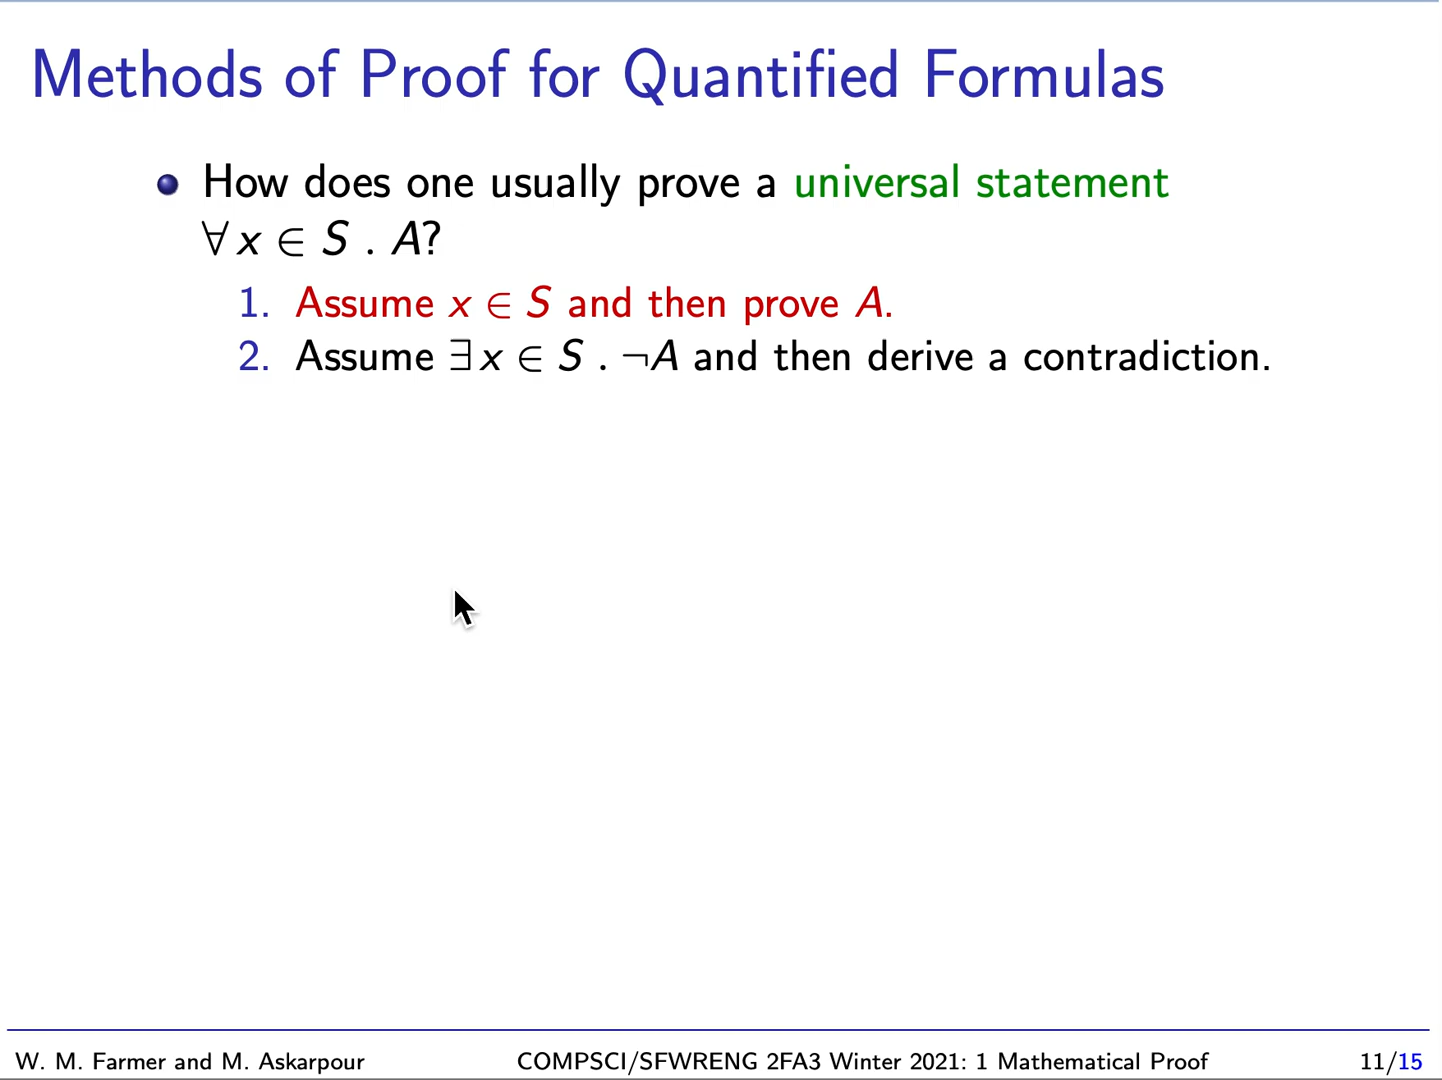 Methods of Proof for Quantified Formulas
How does one usually prove a universal statement
∀ x ∈ S . A?
1. Assume x ∈ S and then prove A.
2. Assume ∃ x ∈ S . ¬A and then derive a contradiction.
W. M. Farmer and M. Askarpour COMPSCI/SFWRENG 2FA3 Winter 2021: 1 Mathematical Proof 11/15